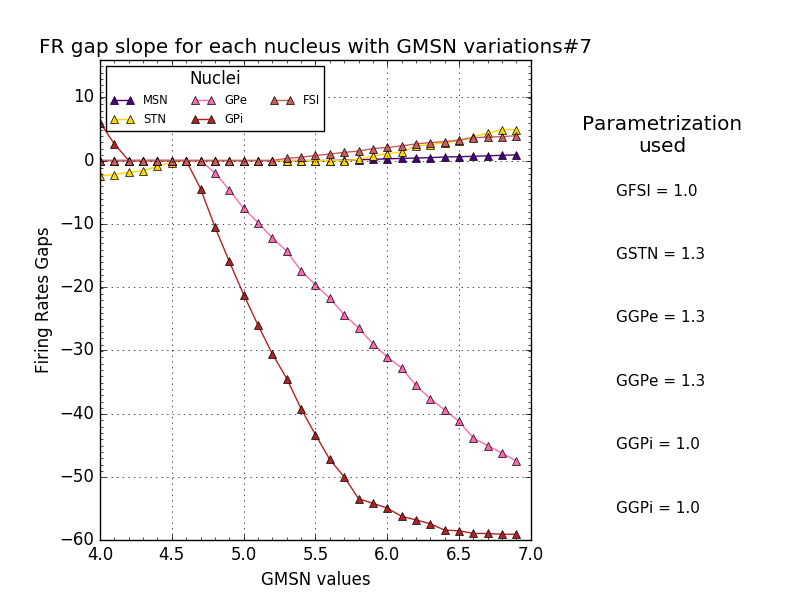 FR gap slope for each nucleus with GMSN variations#7
Nuclei
MSN GPe FSI
STN GPi
10
0
−10
−20
−30
−40
−50
−60
4.0 4.5 5.0 5.5 6.0 6.5 7.0
Firing Rates Gaps
GMSN values
Parametrization
used
GFSI = 1.0
GSTN = 1.3
GGPe = 1.3
GGPe = 1.3
GGPi = 1.0
GGPi = 1.0